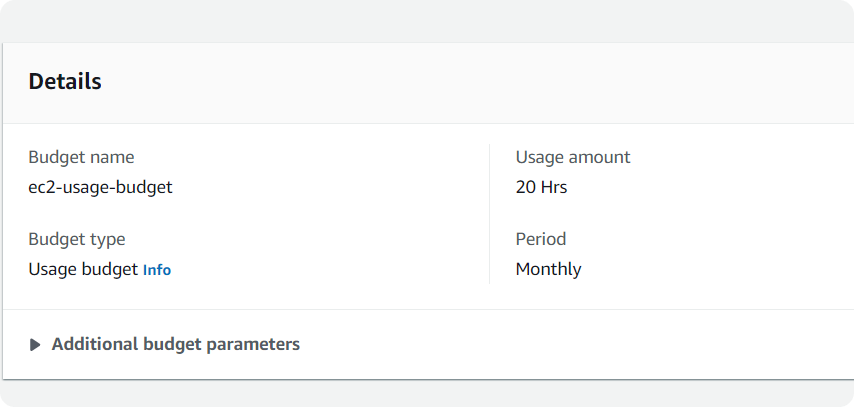 Details
Budget name
ec2-usage-budget
Usage amount
20 Hrs
Budget type
Usage budget Info
Period
Monthly
Additional budget parameters